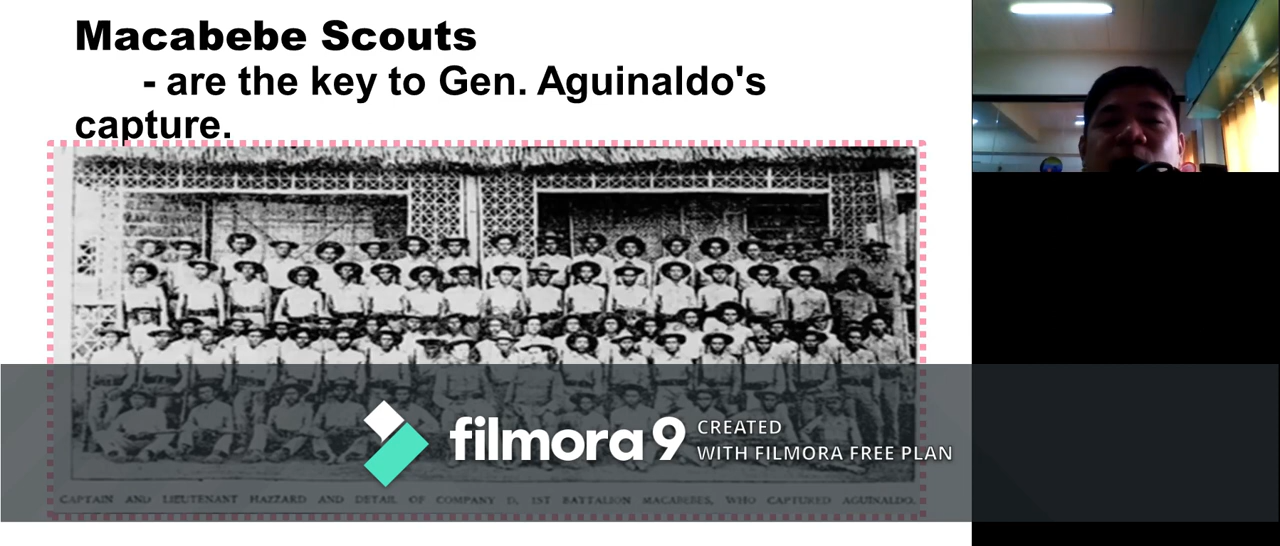 Macabebe Scouts
- are the key to Gen. Aguinaldo's
capture.
filmora9
CREATED
WITH FILMORA FREE PLAN
CAPTAIN AND LIEUTENANT HAZZARD AND DETAIL OF COMPANY D, 1ST BATTALION MACABEBES, WHO CAPTURED AGUINALDO.